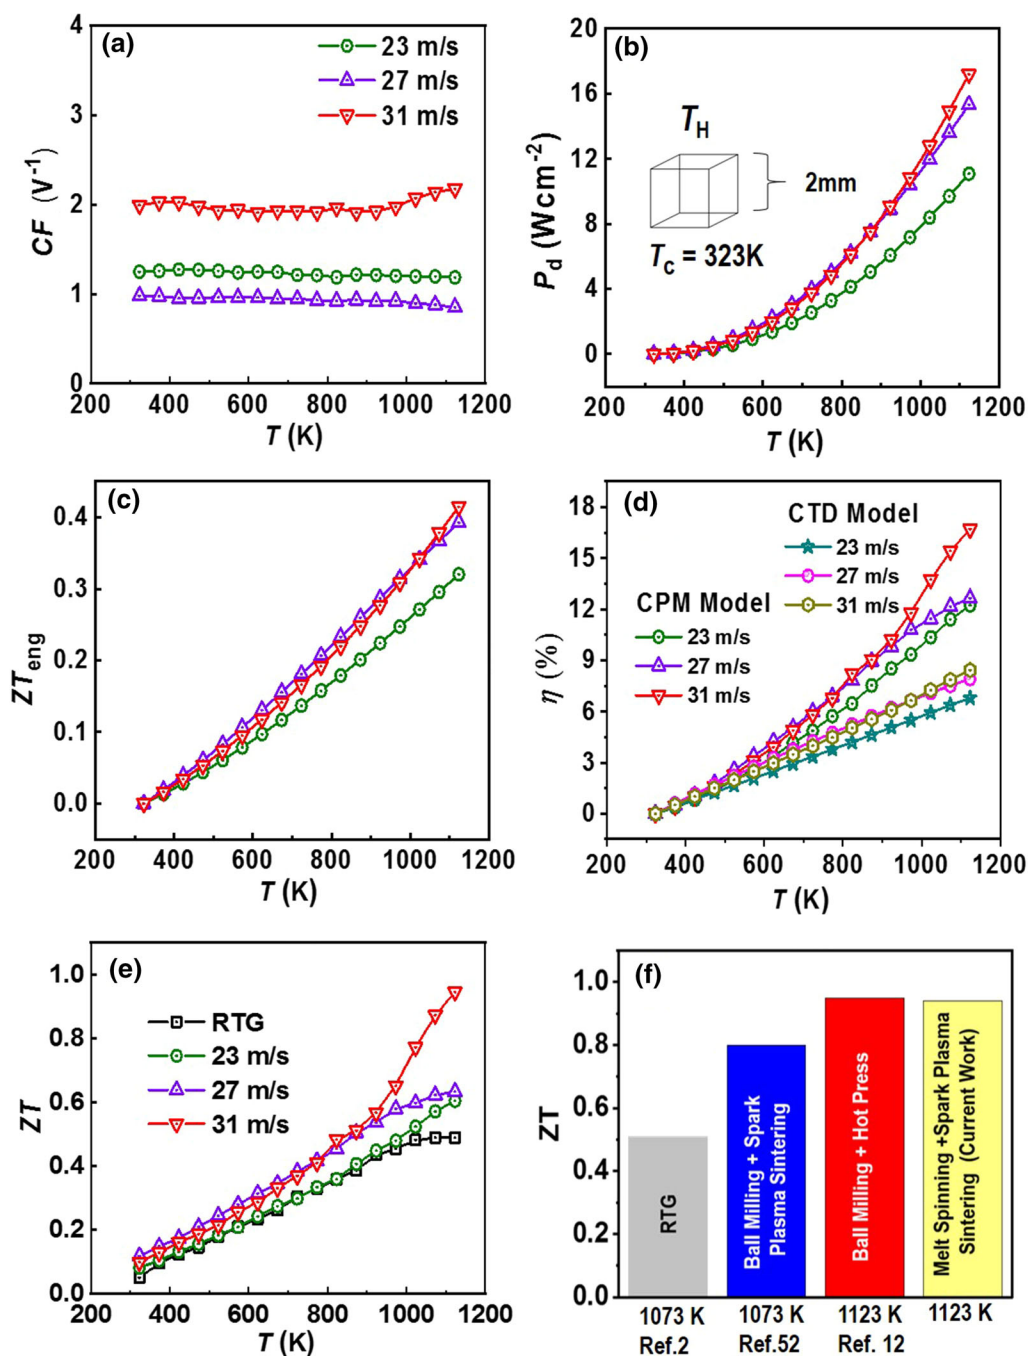 (a)
23 m/s
27 m/s
31 m/s
CF (V⁻¹)
4
3
2
1
0
200 400 600 800 1000 1200
T (K)
(b)
T_H
2mm
T_C = 323K
P_d (Wcm⁻²)
20
16
12
8
4
0
200 400 600 800 1000 1200
T (K)
(c)
ZT_eng
0.4
0.3
0.2
0.1
0.0
200 400 600 800 1000 1200
T (K)
(d)
CTD Model
23 m/s
27 m/s
31 m/s
CPM Model
23 m/s
27 m/s
31 m/s
η (%)
18
15
12
9
6
3
0
200 400 600 800 1000 1200
T (K)
(e)
RTG
23 m/s
27 m/s
31 m/s
ZT
1.0
0.8
0.6
0.4
0.2
0.0
200 400 600 800 1000 1200
T (K)
(f)
ZT
1.0
0.8
0.6
0.4
0.2
0.0
RTG
Ball Milling + Spark
Plasma Sintering
Ball Milling + Hot Press
Melt Spinning +Spark Plasma
Sintering (Current Work)
1073 K
Ref.2
1073 K
Ref.52
1123 K
Ref. 12
1123 K